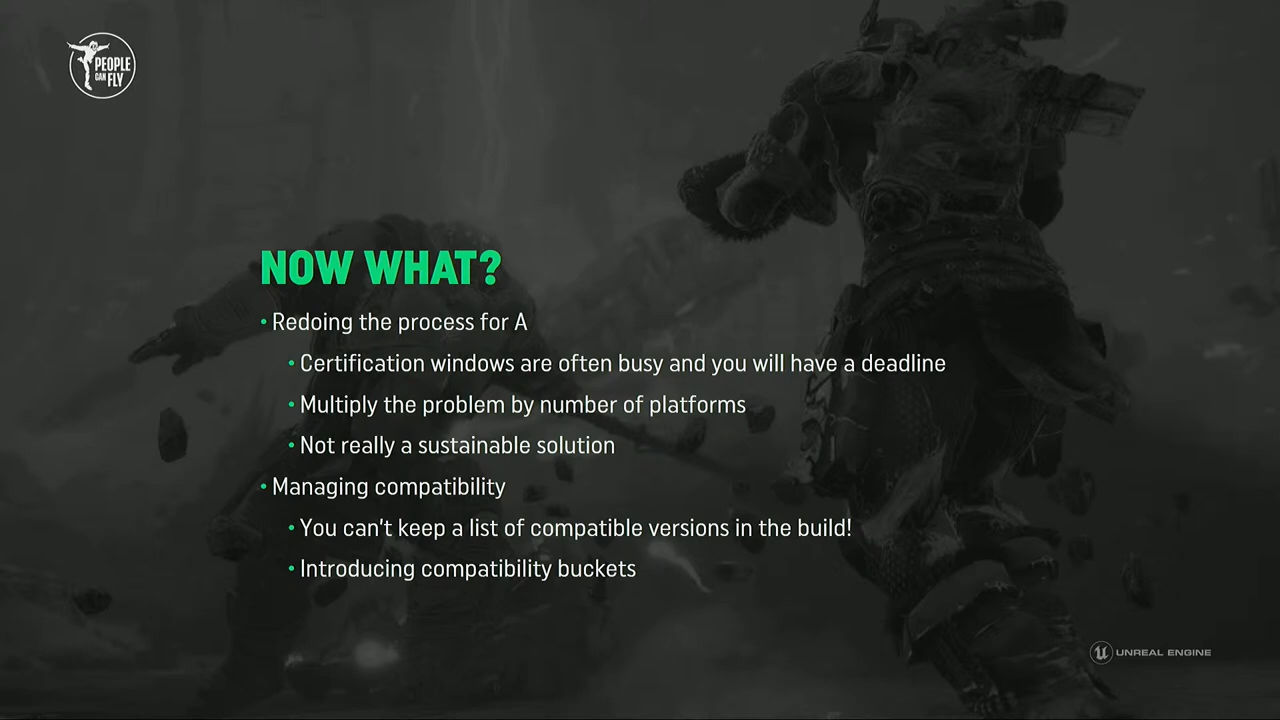 PEOPLE
CAN
FLY
NOW WHAT?
• Redoing the process for A
• Certification windows are often busy and you will have a deadline
• Multiply the problem by number of platforms
• Not really a sustainable solution
• Managing compatibility
• You can't keep a list of compatible versions in the build!
• Introducing compatibility buckets
UNREAL ENGINE